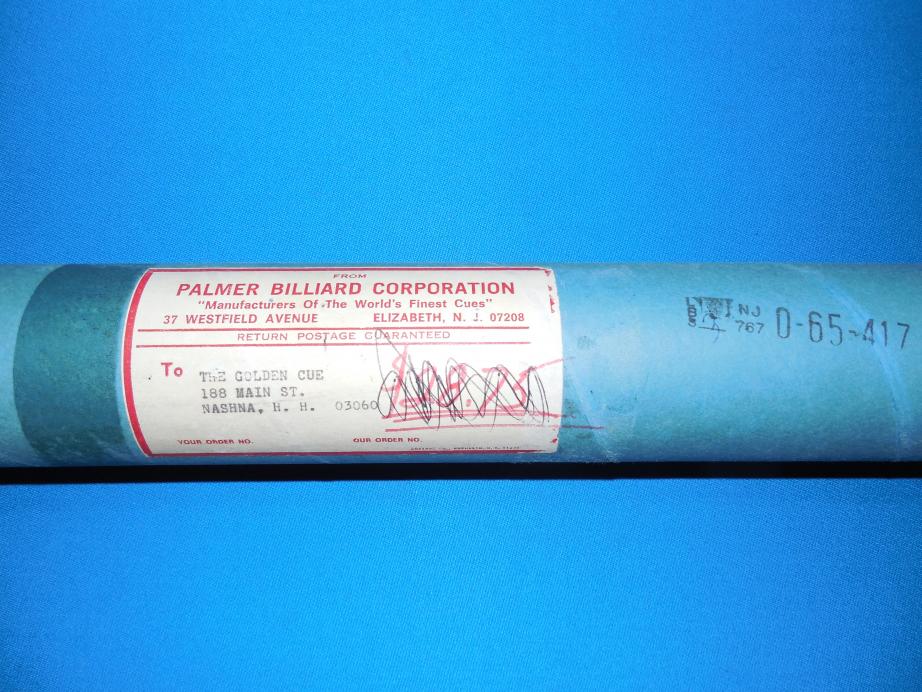 FROM
PALMER BILLIARD CORPORATION
"Manufacturers Of The World's Finest Cues"
37 WESTFIELD AVENUE ELIZABETH, N. J. 07208
RETURN POSTAGE GUARANTEED
To
THE GOLDEN CUE
188 MAIN ST.
NASHNA, H. H. 03060
YOUR ORDER NO. OUR ORDER NO.
LBS NJ
767 0-65-417